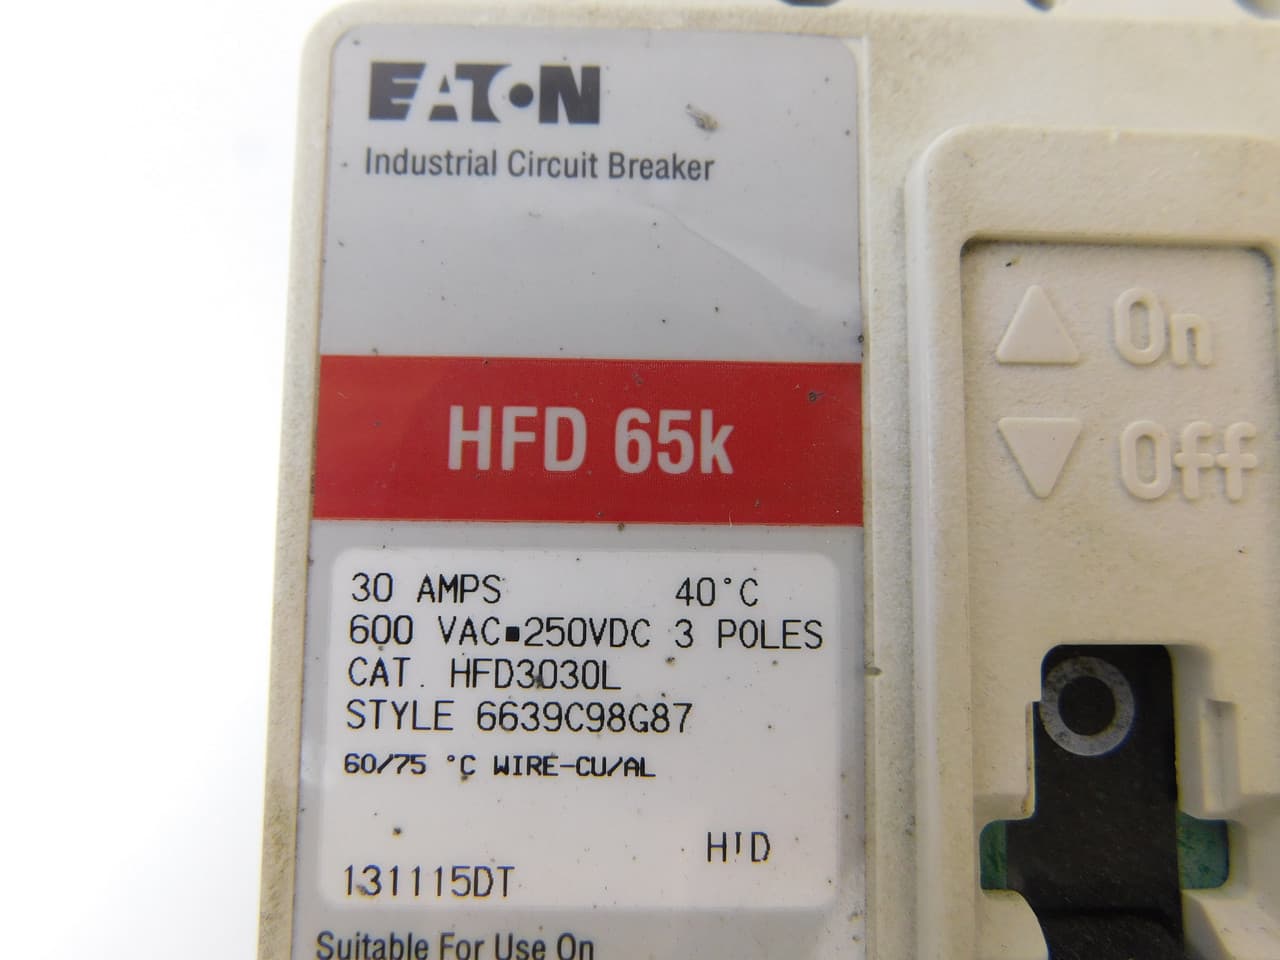 EATON
Industrial Circuit Breaker
HFD 65k
30 AMPS 40°C
600 VAC▪250VDC 3 POLES
CAT. HFD3030L
STYLE 6639C98G87
60/75 °C WIRE-CU/AL
H'D
131115DT
Suitable For Use On
On
Off